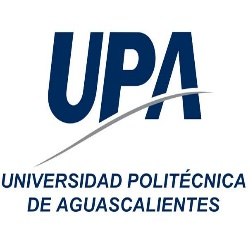 UPA
UNIVERSIDAD POLITÉCNICA
DE AGUASCALIENTES